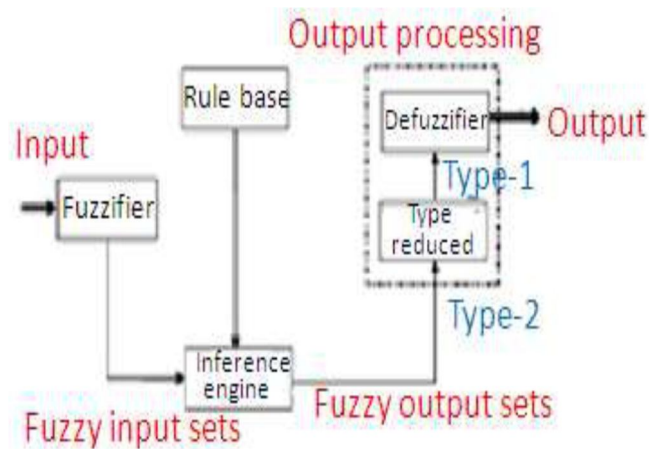 Output processing
Rule base
Defuzzifier
Output
Input
Type-1
Fuzzifier
Type
reduced
Type-2
Inference
engine
Fuzzy output sets
Fuzzy input sets